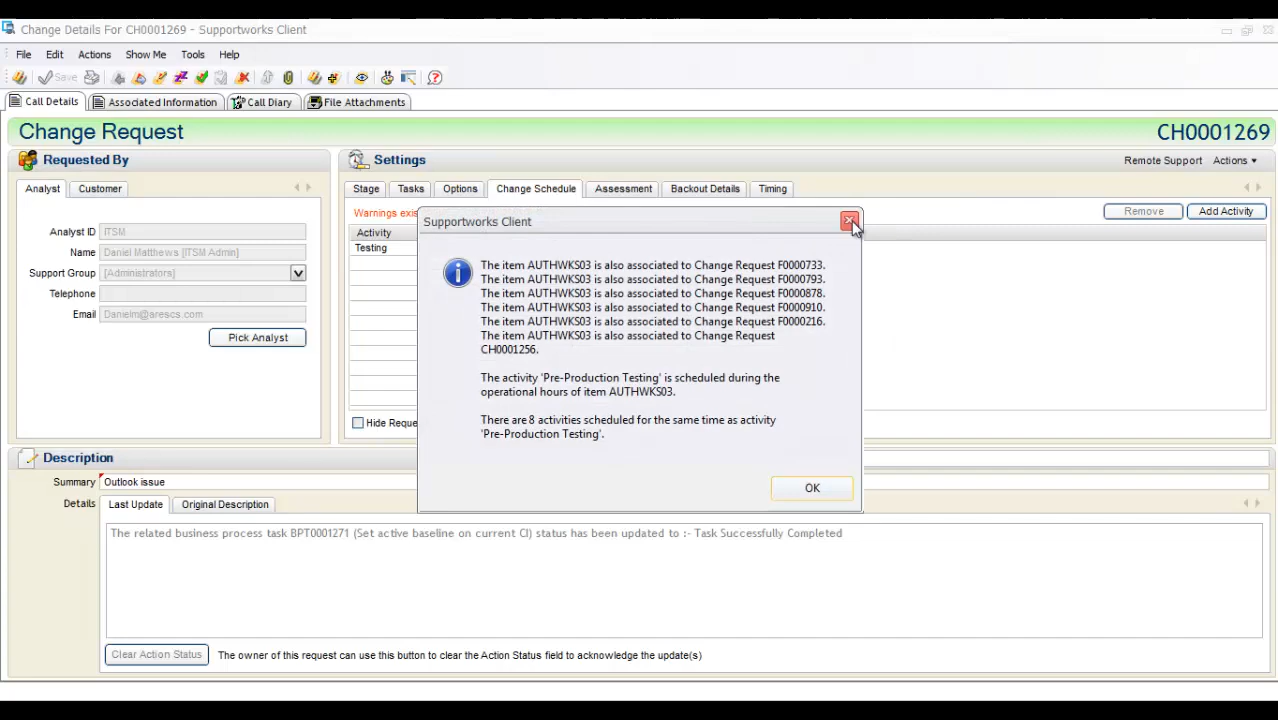 Change Details For CH0001269 - Supportworks Client
File Edit Actions Show Me Tools Help
Save
Call Details Associated Information Call Diary File Attachments
Change Request CH0001269
Requested By
Analyst Customer
Analyst ID ITSM
Name Daniel Matthews [ITSM Admin]
Support Group [Administrators]
Telephone
Email Danielm@arescs.com
Pick Analyst
Settings Remote Support Actions
Stage Tasks Options Change Schedule Assessment Backout Details Timing
Warnings exis
Remove Add Activity
Activity
Testing
Hide Reque
Supportworks Client
The item AUTHWKS03 is also associated to Change Request F0000733.
The item AUTHWKS03 is also associated to Change Request F0000793.
The item AUTHWKS03 is also associated to Change Request F0000878.
The item AUTHWKS03 is also associated to Change Request F0000910.
The item AUTHWKS03 is also associated to Change Request F0000216.
The item AUTHWKS03 is also associated to Change Request
CH0001256.
The activity 'Pre-Production Testing' is scheduled during the
operational hours of item AUTHWKS03.
There are 8 activities scheduled for the same time as activity
'Pre-Production Testing'.
OK
Description
Summary Outlook issue
Details Last Update Original Description
The related business process task BPT0001271 (Set active baseline on current CI) status has been updated to :- Task Successfully Completed
Clear Action Status The owner of this request can use this button to clear the Action Status field to acknowledge the update(s)